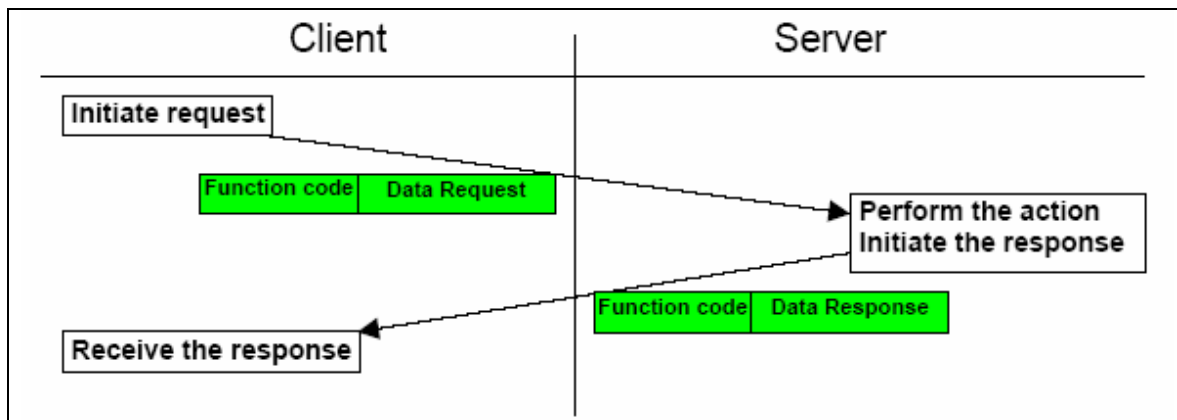 Client
Server
Initiate request
Function code
Data Request
Perform the action
Initiate the response
Function code
Data Response
Receive the response